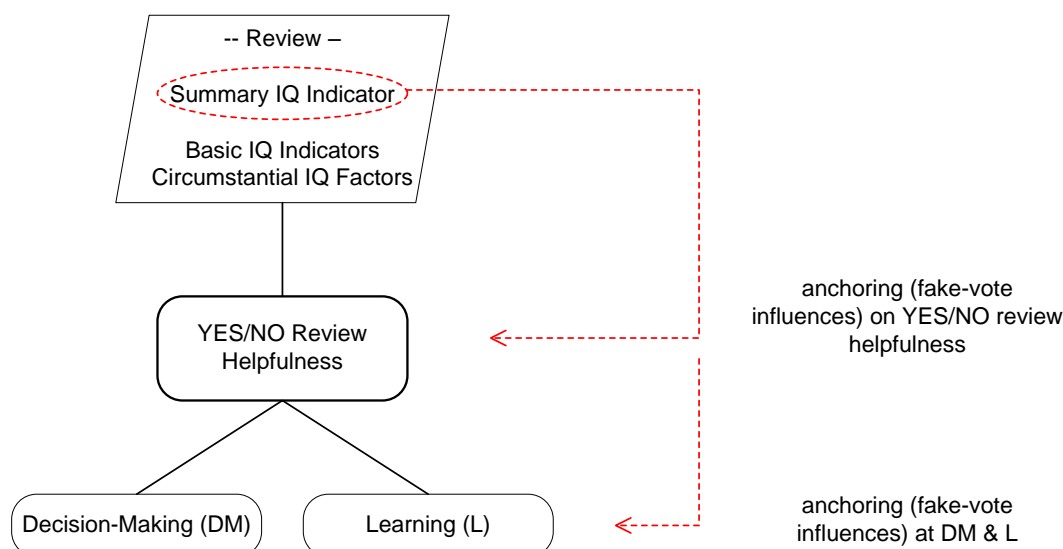 -- Review –
Summary IQ Indicator
Basic IQ Indicators
Circumstantial IQ Factors
YES/NO Review
Helpfulness
anchoring (fake-vote
influences) on YES/NO review
helpfulness
Decision-Making (DM)
Learning (L)
anchoring (fake-vote
influences) at DM & L